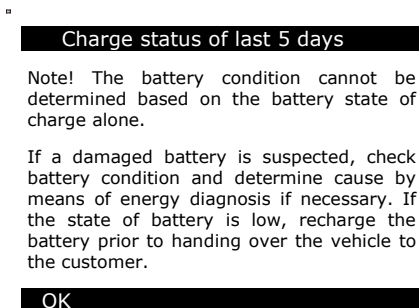 Charge status of last 5 days
Note! The battery condition cannot be
determined based on the battery state of
charge alone.
If a damaged battery is suspected, check
battery condition and determine cause by
means of energy diagnosis if necessary. If
the state of battery is low, recharge the
battery prior to handing over the vehicle to
the customer.
OK